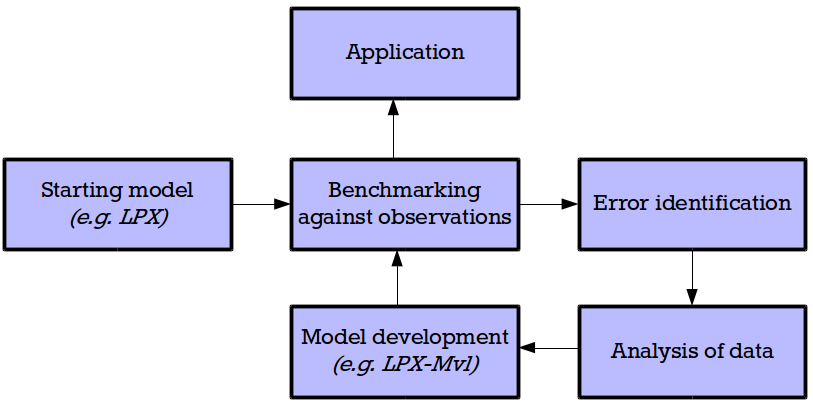 Application
Starting model
(e.g. LPX)
Benchmarking
against observations
Error identification
Model development
(e.g. LPX-Mv1)
Analysis of data